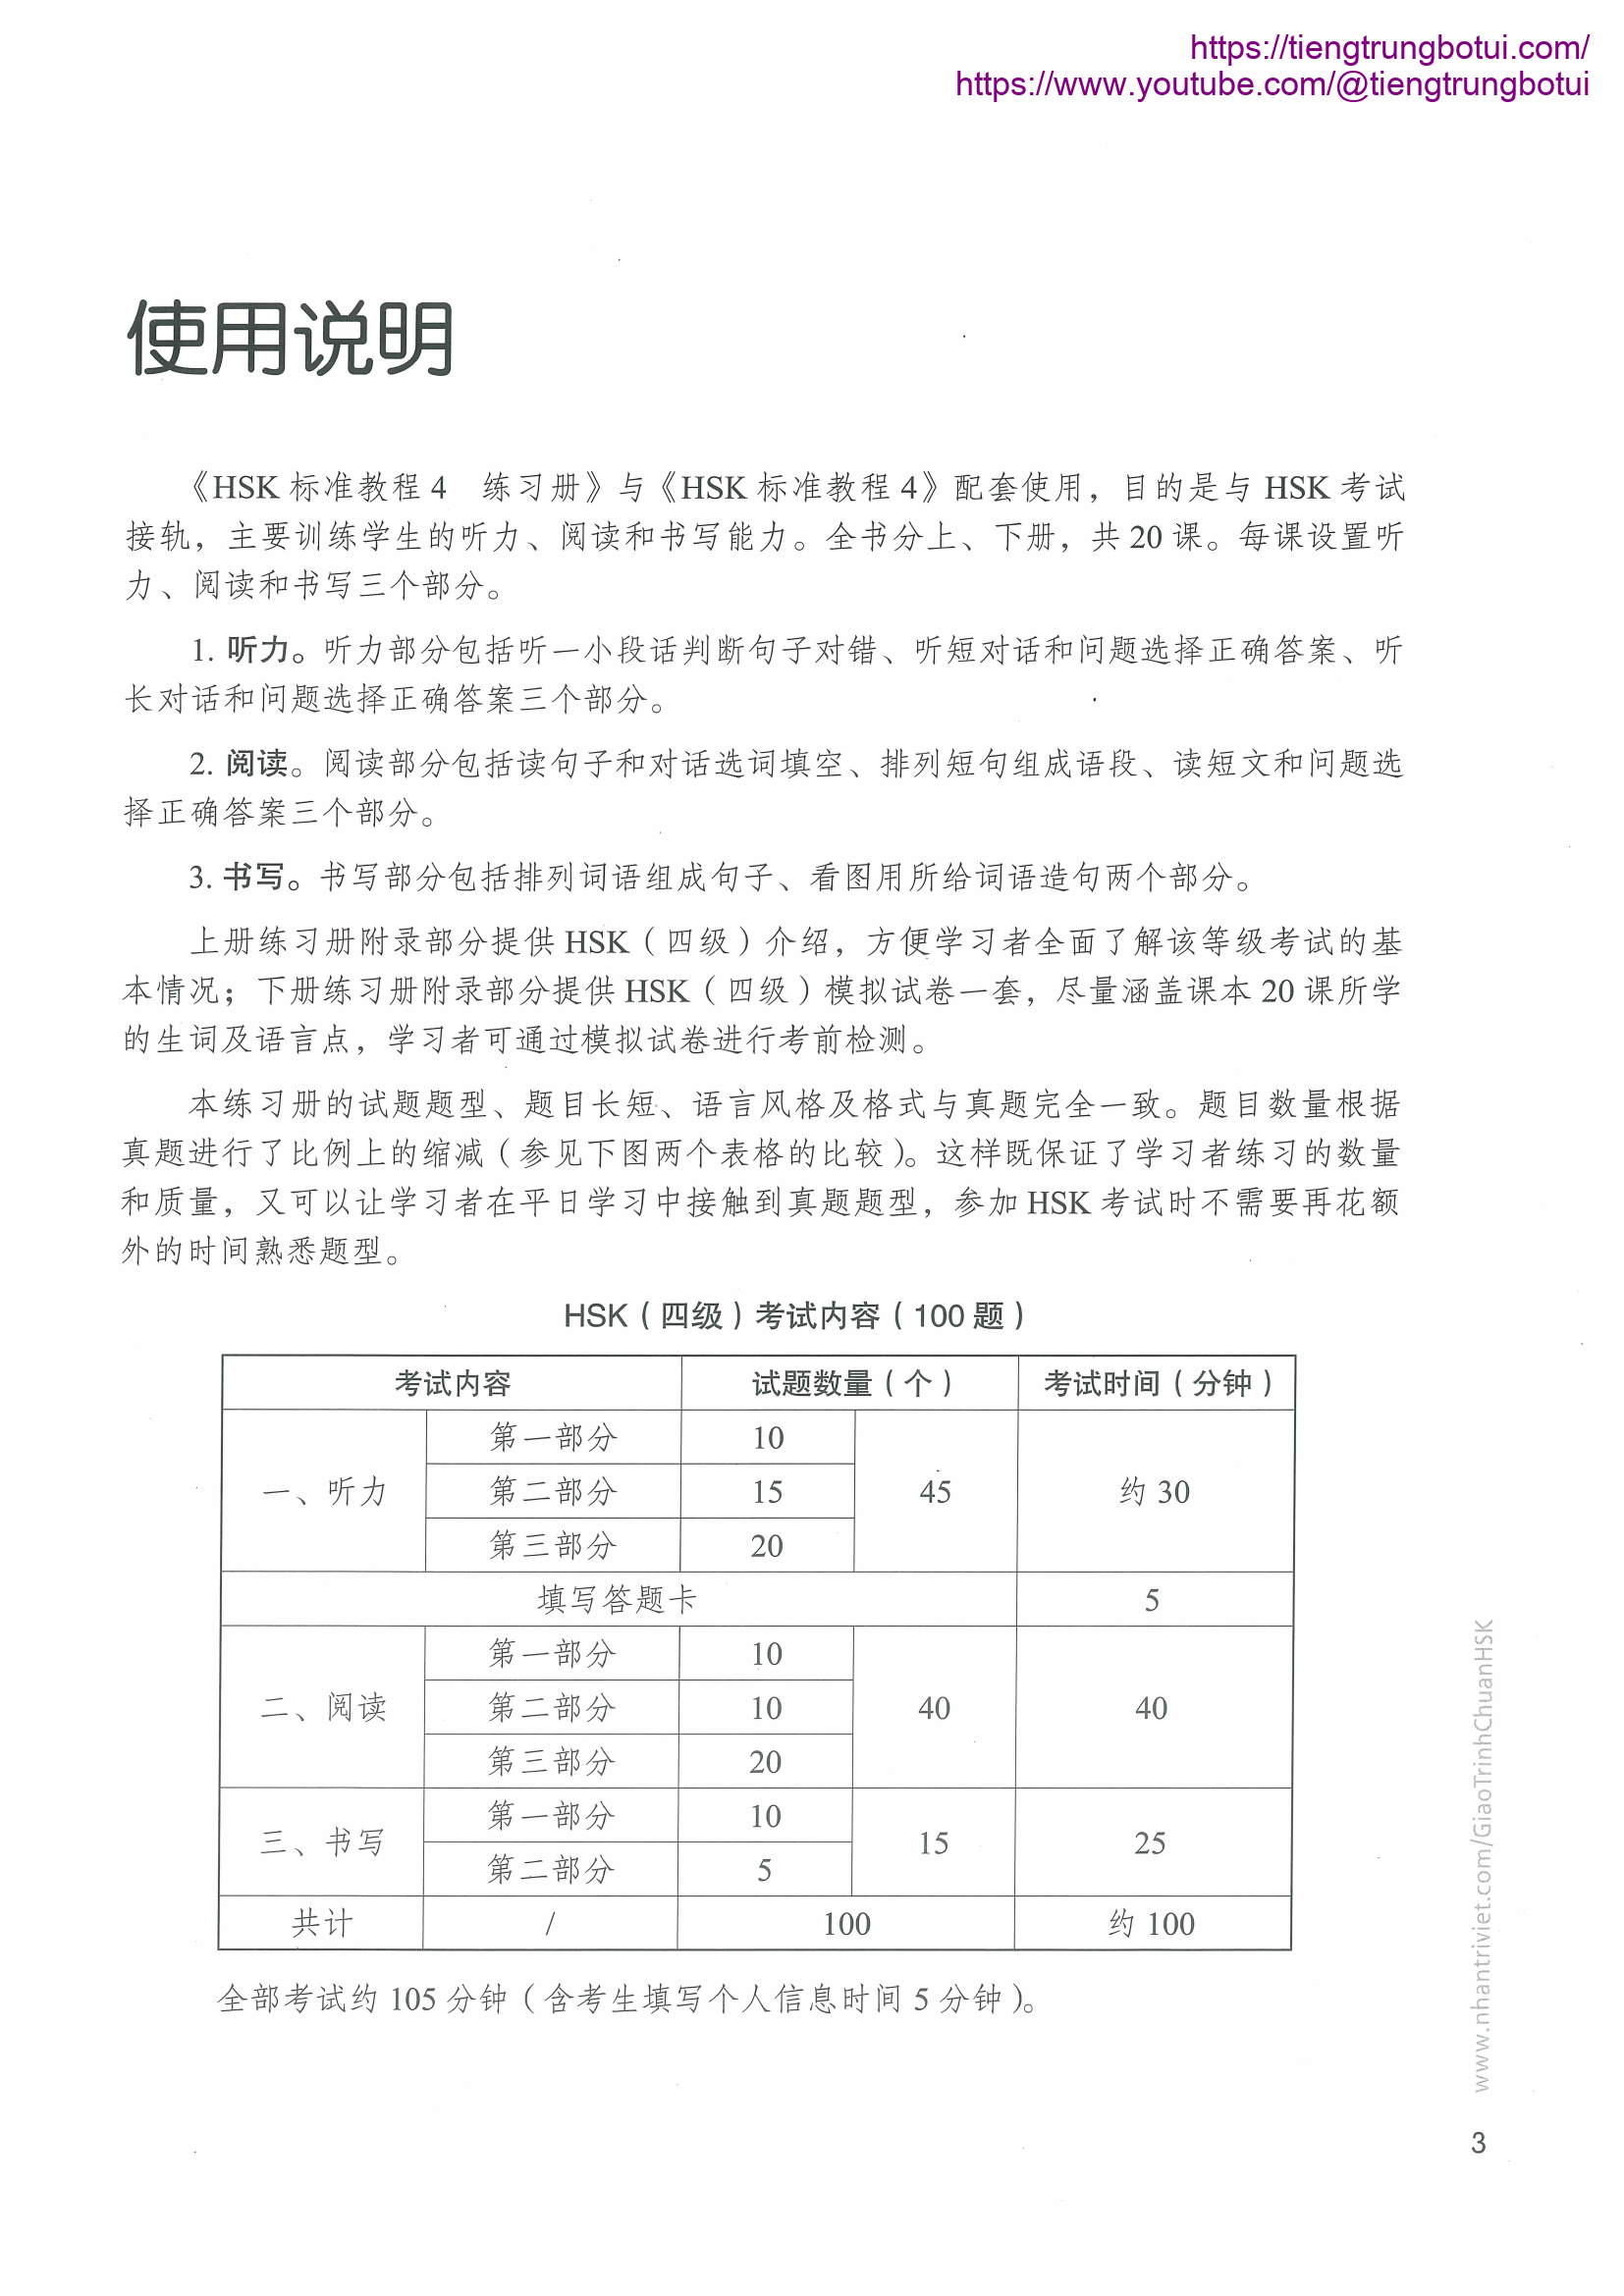 https://tiengtrungbotui.com/
https://www.youtube.com/@tiengtrungbotui
使用说明
《HSK 标准教程 4　练习册》与《HSK 标准教程 4》配套使用，目的是与 HSK 考试
接轨，主要训练学生的听力、阅读和书写能力。全书分上、下册，共 20 课。每课设置听
力、阅读和书写三个部分。
1. 听力。听力部分包括听一小段话判断句子对错、听短对话和问题选择正确答案、听
长对话和问题选择正确答案三个部分。
2. 阅读。阅读部分包括读句子和对话选词填空、排列短句组成语段、读短文和问题选
择正确答案三个部分。
3. 书写。书写部分包括排列词语组成句子、看图用所给词语造句两个部分。
上册练习册附录部分提供 HSK（四级）介绍，方便学习者全面了解该等级考试的基
本情况；下册练习册附录部分提供 HSK（四级）模拟试卷一套，尽量涵盖课本 20 课所学
的生词及语言点，学习者可通过模拟试卷进行考前检测。
本练习册的试题题型、题目长短、语言风格及格式与真题完全一致。题目数量根据
真题进行了比例上的缩减（参见下图两个表格的比较）。这样既保证了学习者练习的数量
和质量，又可以让学习者在平日学习中接触到真题题型，参加 HSK 考试时不需要再花额
外的时间熟悉题型。
HSK（四级）考试内容（100 题）
考试内容 试题数量（个） 考试时间（分钟）
一、听力 第一部分 10 45 约 30
第二部分 15
第三部分 20
填写答题卡 5
二、阅读 第一部分 10 40 40
第二部分 10
第三部分 20
三、书写 第一部分 10 15 25
第二部分 5
共计 / 100 约 100
全部考试约 105 分钟（含考生填写个人信息时间 5 分钟）。
www.nhantriviet.com/GiaoTrinhChuanHSK
3